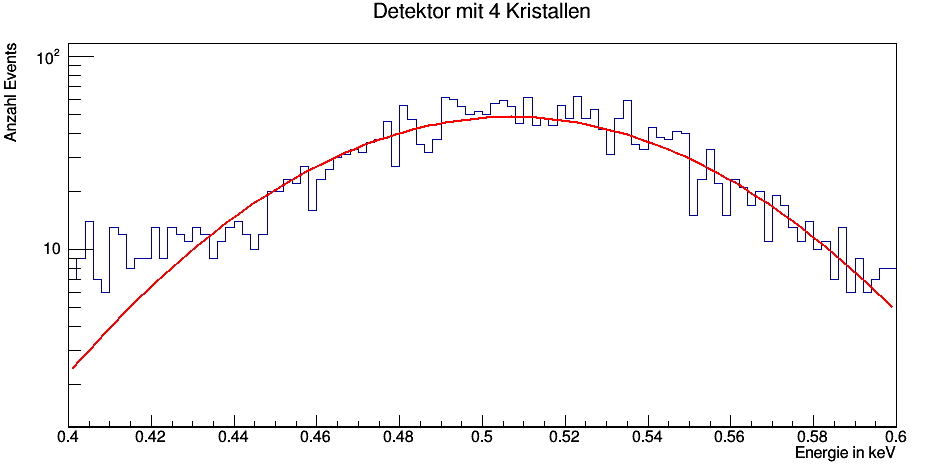 Detektor mit 4 Kristallen
Anzahl Events
10²
10
0.4 0.42 0.44 0.46 0.48 0.5 0.52 0.54 0.56 0.58 0.6
Energie in keV